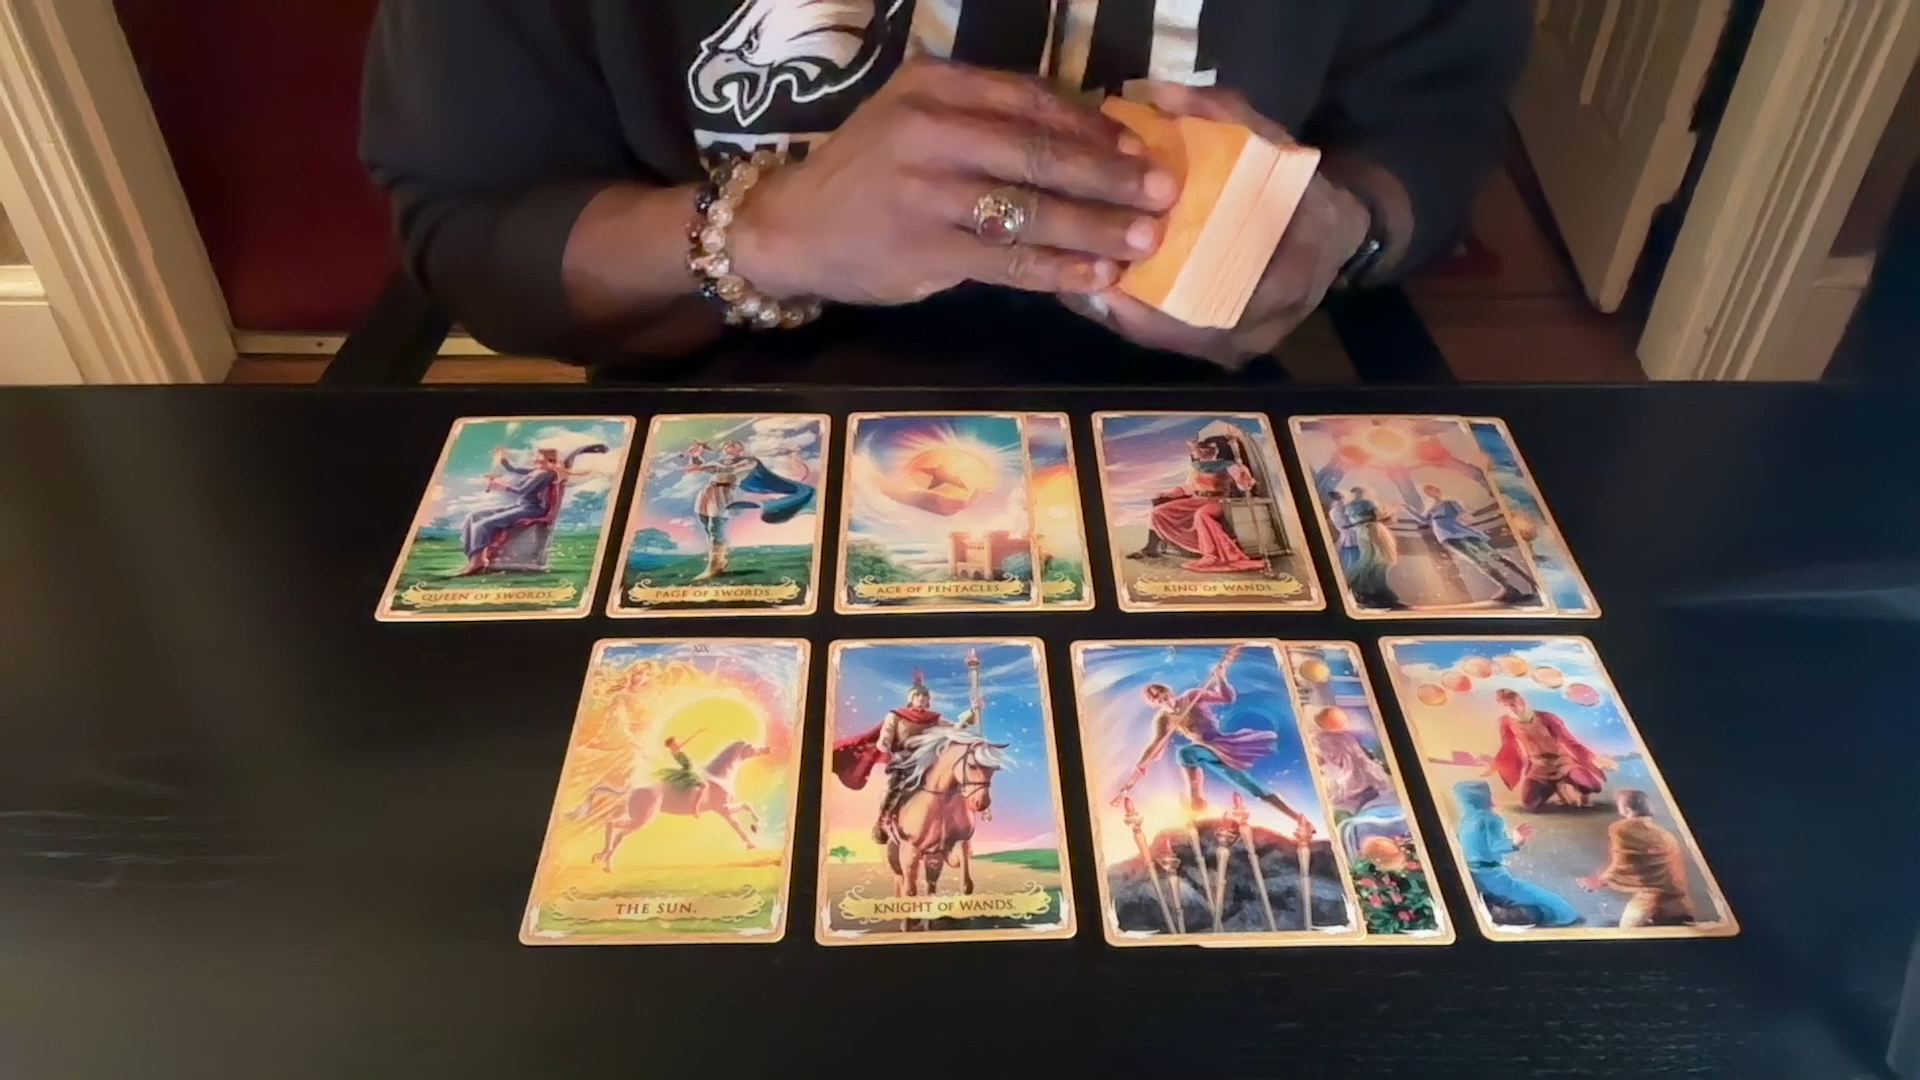 QUEEN OF SWORDS.
PAGE OF SWORDS.
ACE OF PENTACLES.
KING OF WANDS.
XIX
THE SUN.
KNIGHT OF WANDS.